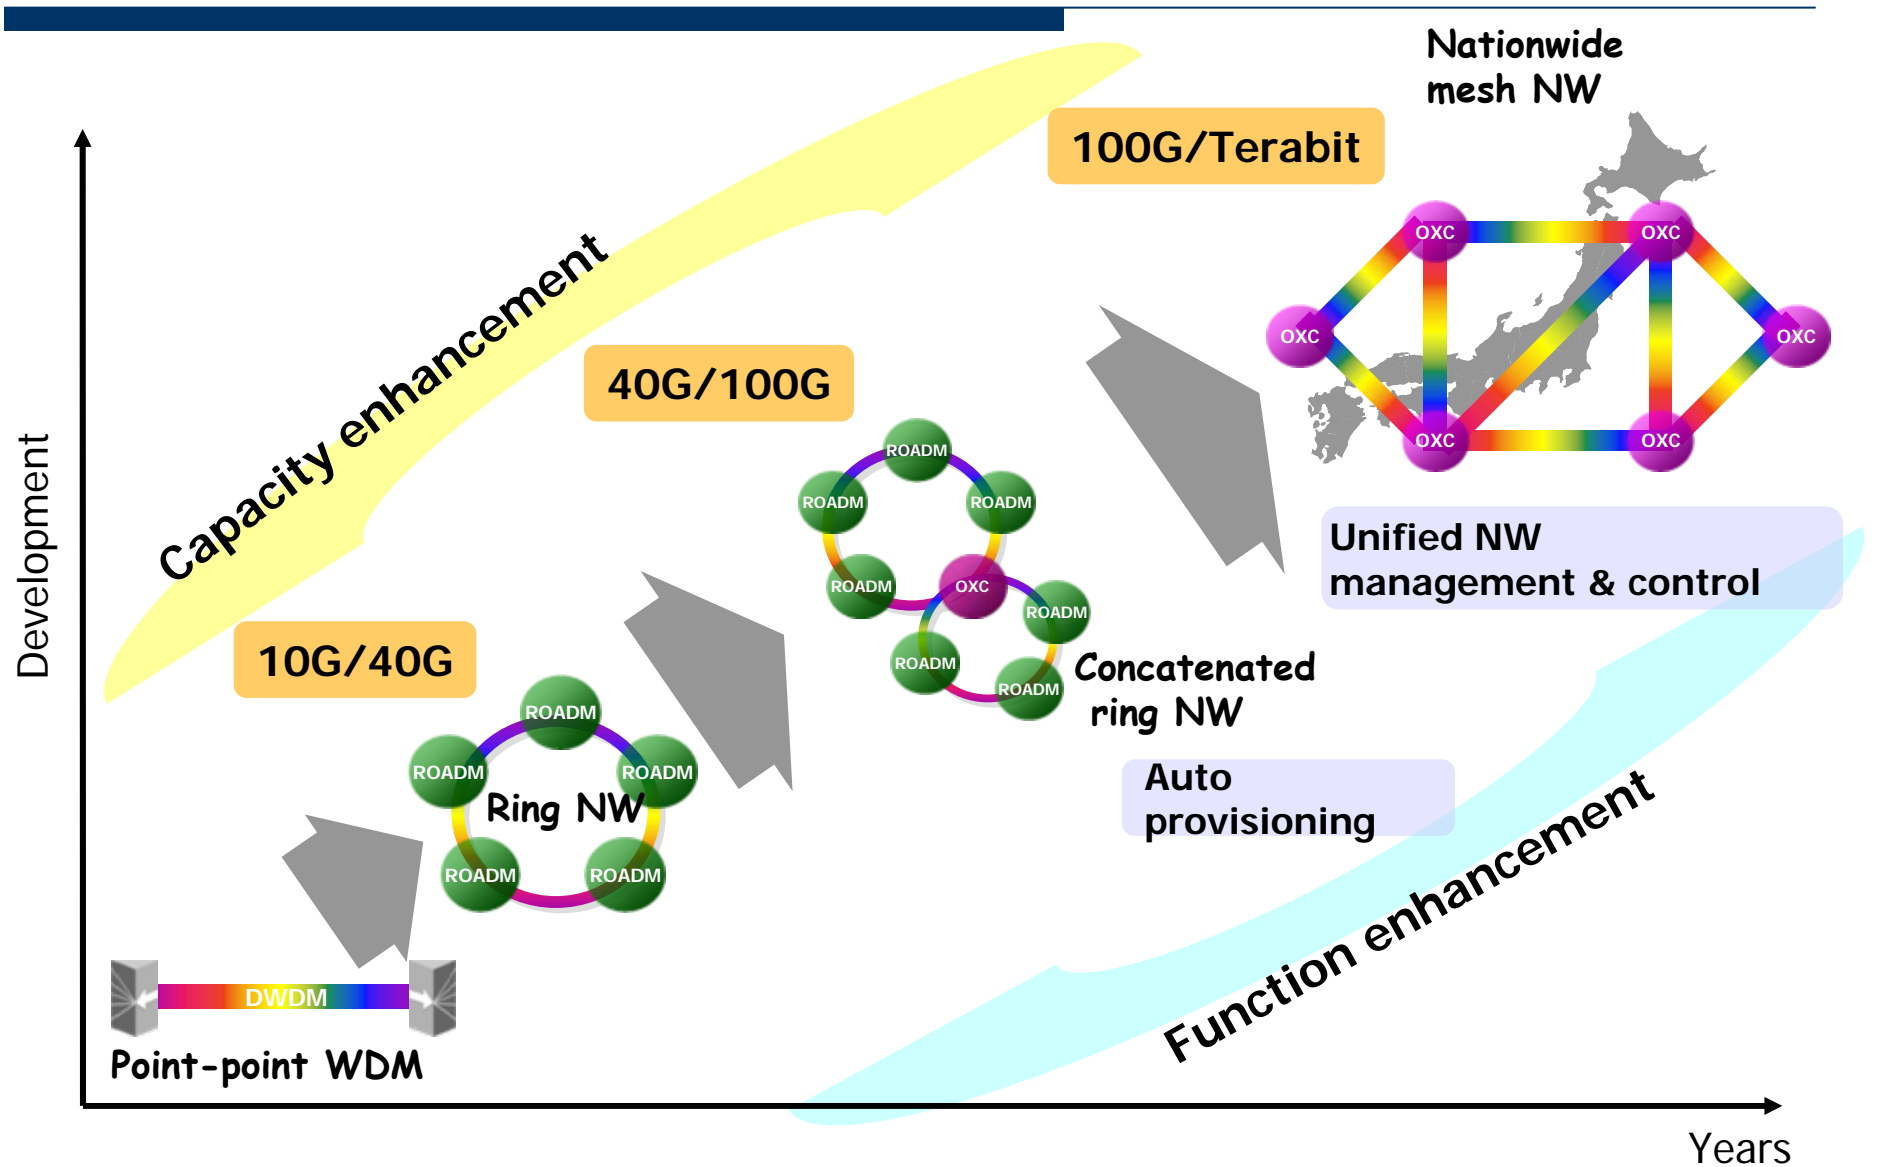 Nationwide
mesh NW
100G/Terabit
OXC
OXC
OXC
OXC
OXC
OXC
Capacity enhancement
40G/100G
ROADM
ROADM
ROADM
ROADM
OXC
ROADM
ROADM
ROADM
Concatenated
ring NW
Unified NW
management & control
Development
10G/40G
ROADM
ROADM
ROADM
Ring NW
ROADM
ROADM
Auto
provisioning
Function enhancement
DWDM
Point-point WDM
Years